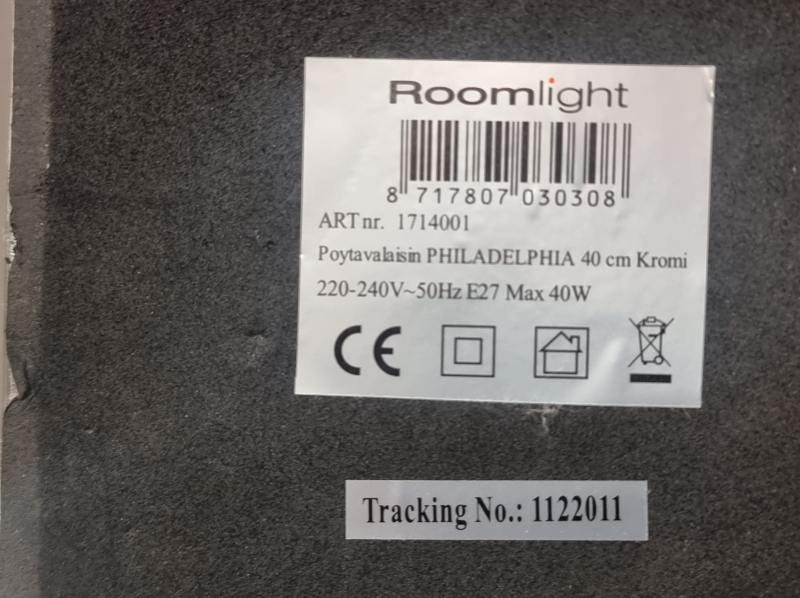 Roomlight
8 717807 030308
ART nr. 1714001
Poytavalaisin PHILADELPHIA 40 cm Kromi
220-240V~50Hz E27 Max 40W
CE
Tracking No.: 1122011